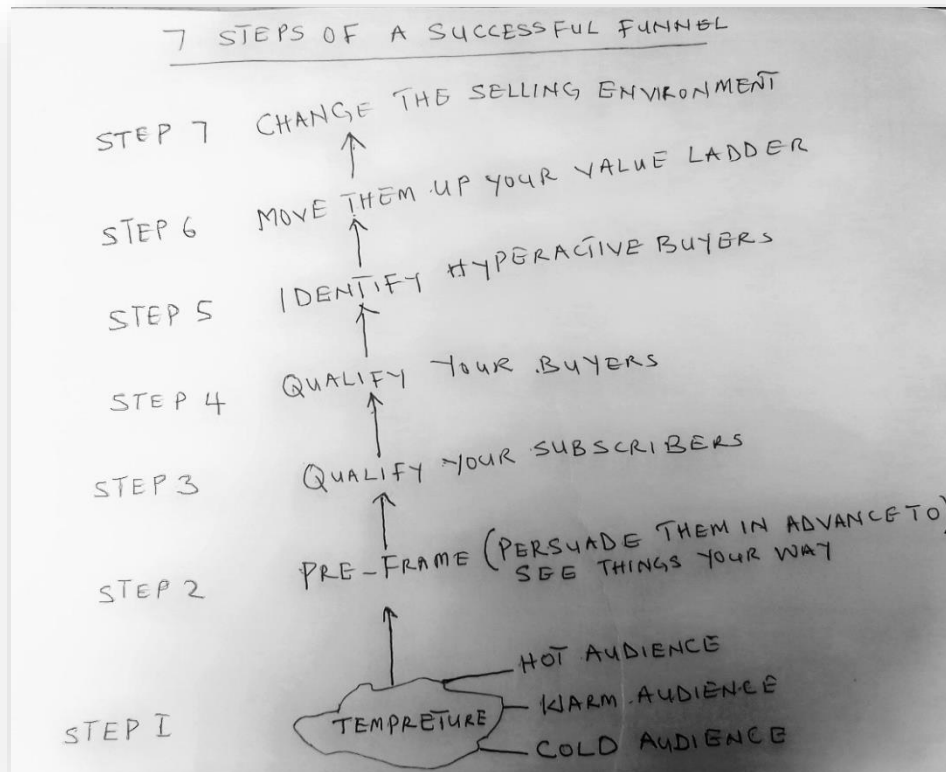 7 STEPS OF A SUCCESSFUL FUNNEL
STEP 7 CHANGE THE SELLING ENVIRONMENT
STEP 6 MOVE THEM UP YOUR VALUE LADDER
STEP 5 IDENTIFY HYPERACTIVE BUYERS
STEP 4 QUALIFY YOUR BUYERS
STEP 3 QUALIFY YOUR SUBSCRIBERS
STEP 2 PRE-FRAME (PERSUADE THEM IN ADVANCE TO)
SEE THINGS YOUR WAY
HOT AUDIENCE
STEP I TEMPRETURE WARM AUDIENCE
COLD AUDIENCE